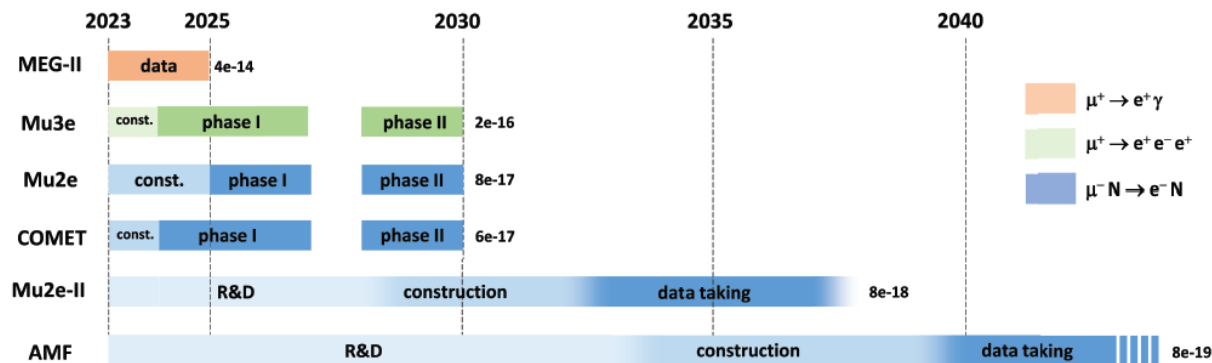 2023 2025 2030 2035 2040
MEG-II data 4e-14
Mu3e const. phase I phase II 2e-16
Mu2e const. phase I phase II 8e-17
COMET const. phase I phase II 6e-17
Mu2e-II R&D construction data taking 8e-18
AMF R&D construction data taking 8e-19
μ⁺ → e⁺ γ
μ⁺ → e⁺ e⁻ e⁺
μ⁻ N → e⁻ N